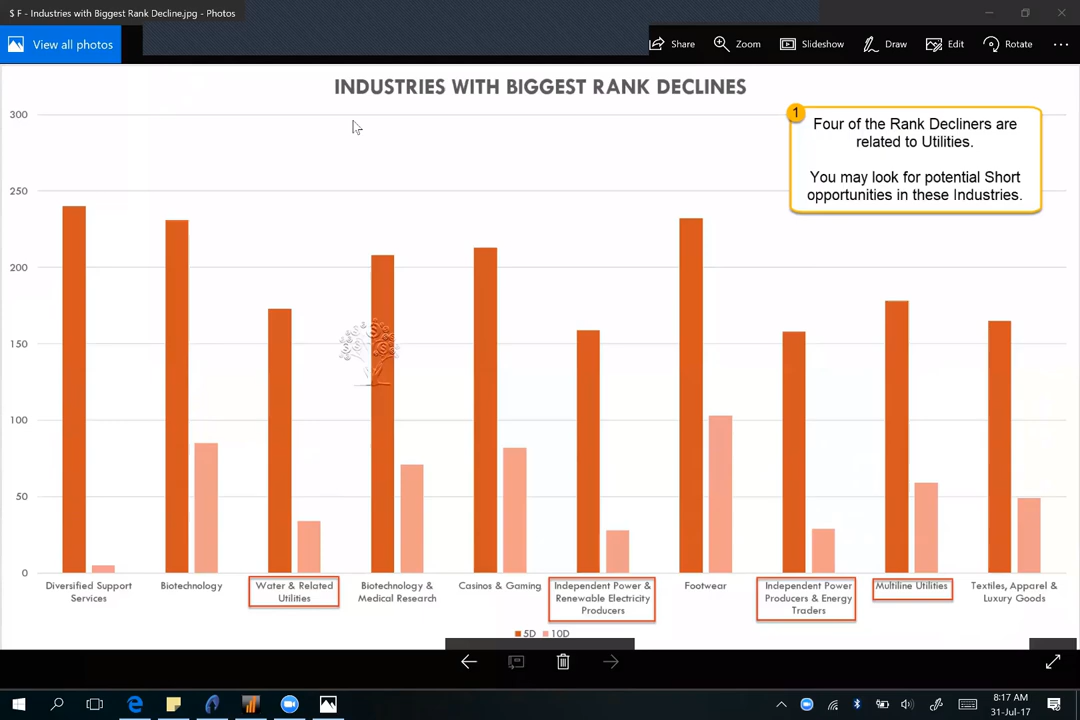 $ F - Industries with Biggest Rank Decline.jpg - Photos
View all photos
Share
Zoom
Slideshow
Draw
Edit
Rotate
INDUSTRIES WITH BIGGEST RANK DECLINES
1
Four of the Rank Decliners are
related to Utilities.
You may look for potential Short
opportunities in these Industries.
300
250
200
150
100
50
0
Diversified Support
Services
Biotechnology
Water & Related
Utilities
Biotechnology &
Medical Research
Casinos & Gaming
Independent Power &
Renewable Electricity
Producers
Footwear
Independent Power
Producers & Energy
Traders
Multiline Utilities
Textiles, Apparel &
Luxury Goods
5D 10D
8:17 AM
31-Jul-17